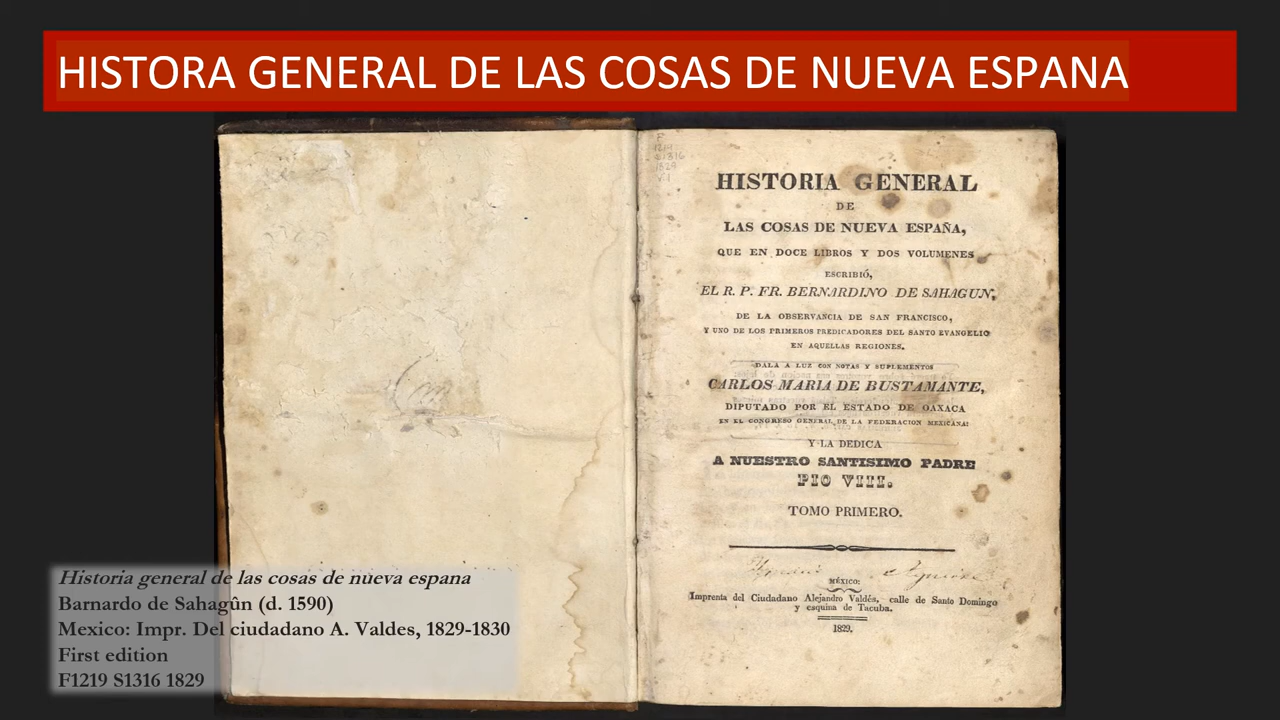 HISTORA GENERAL DE LAS COSAS DE NUEVA ESPANA
F
1219
S1316
1829
V.1
HISTORIA GENERAL
DE
LAS COSAS DE NUEVA ESPAÑA,
QUE EN DOCE LIBROS Y DOS VOLUMENES
ESCRIBIÓ,
EL R. P. FR. BERNARDINO DE SAHAGUN,
DE LA OBSERVANCIA DE SAN FRANCISCO,
Y UNO DE LOS PRIMEROS PREDICADORES DEL SANTO EVANGELIO
EN AQUELLAS REGIONES.
DALA A LUZ CON NOTAS Y SUPLEMENTOS
CARLOS MARIA DE BUSTAMANTE,
DIPUTADO POR EL ESTADO DE OAXACA
EN EL CONGRESO GENERAL DE LA FEDERACION MEXICANA:
Y LA DEDICA
A NUESTRO SANTISIMO PADRE
PIO VIII.
TOMO PRIMERO.
MÉXICO:
Imprenta del Ciudadano Alejandro Valdés, calle de Santo Domingo
y esquina de Tacuba.
1829.
Historia general de las cosas de nueva espana
Barnardo de Sahagûn (d. 1590)
Mexico: Impr. Del ciudadano A. Valdes, 1829-1830
First edition
F1219 S1316 1829